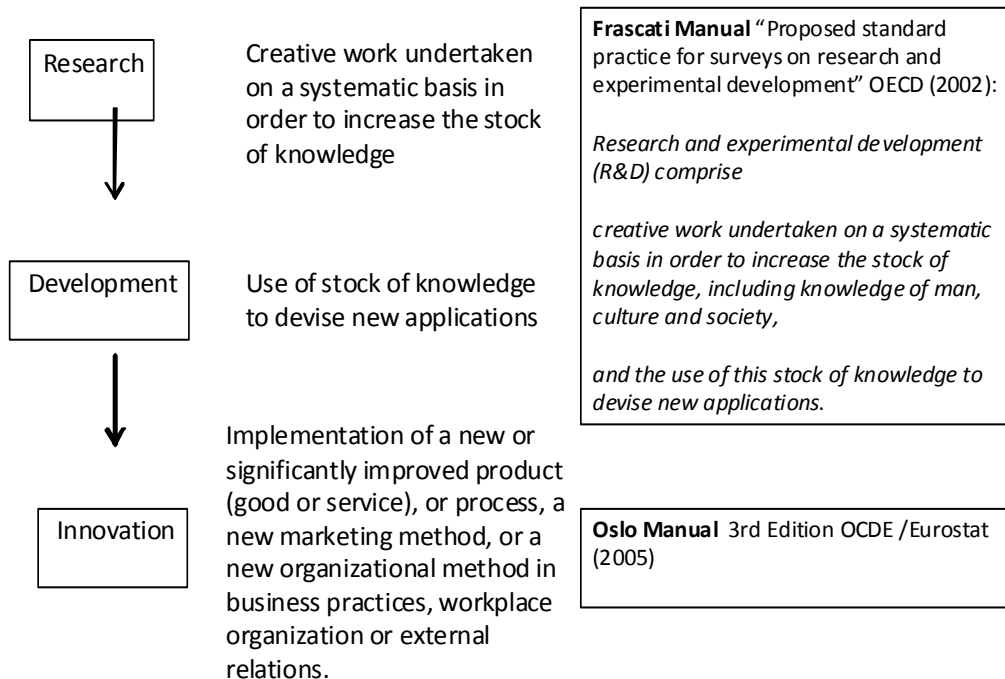 Research
Creative work undertaken
on a systematic basis in
order to increase the stock
of knowledge
Frascati Manual “Proposed standard
practice for surveys on research and
experimental development” OECD (2002):
Research and experimental development
(R&D) comprise
creative work undertaken on a systematic
basis in order to increase the stock of
knowledge, including knowledge of man,
culture and society,
and the use of this stock of knowledge to
devise new applications.
Development
Use of stock of knowledge
to devise new applications
Innovation
Implementation of a new or
significantly improved product
(good or service), or process, a
new marketing method, or a
new organizational method in
business practices, workplace
organization or external
relations.
Oslo Manual 3rd Edition OCDE /Eurostat
(2005)